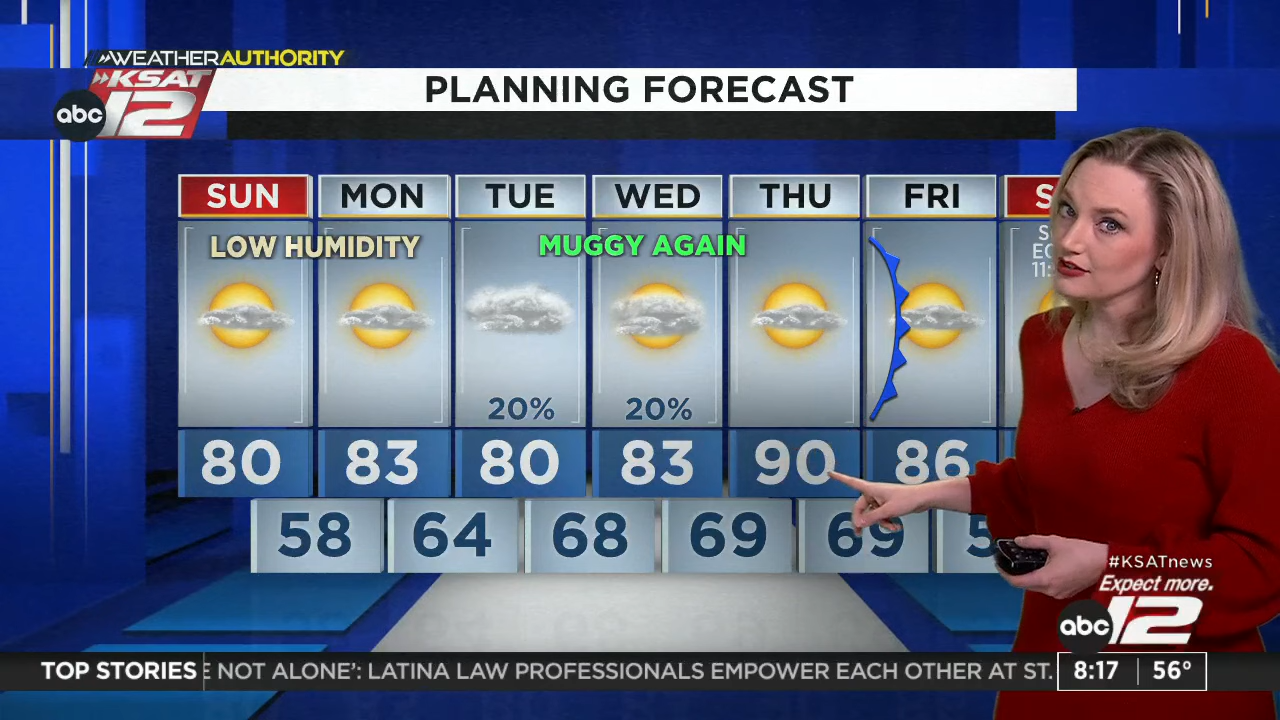 WEATHERAUTHORITY
KSAT
abc 12
PLANNING FORECAST
SUN MON TUE WED THU FRI
LOW HUMIDITY MUGGY AGAIN
11:
20% 20%
80 83 80 83 90 86
58 64 68 69 69 5
#KSATnews
Expect more.
abc 12
TOP STORIES E NOT ALONE': LATINA LAW PROFESSIONALS EMPOWER EACH OTHER AT ST. 8:17 56°